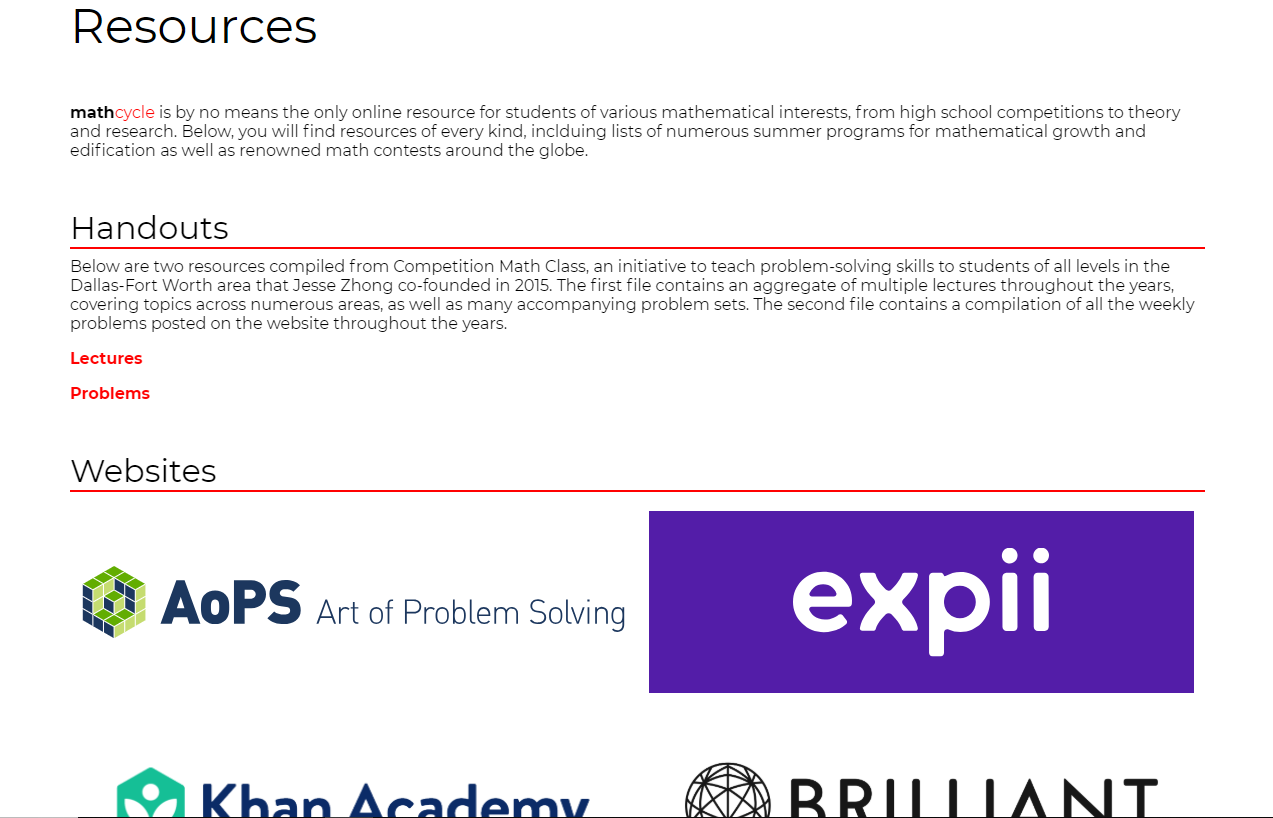 Resources
mathcycle is by no means the only online resource for students of various mathematical interests, from high school competitions to theory
and research. Below, you will find resources of every kind, inclduing lists of numerous summer programs for mathematical growth and
edification as well as renowned math contests around the globe.
Handouts
Below are two resources compiled from Competition Math Class, an initiative to teach problem-solving skills to students of all levels in the
Dallas-Fort Worth area that Jesse Zhong co-founded in 2015. The first file contains an aggregate of multiple lectures throughout the years,
covering topics across numerous areas, as well as many accompanying problem sets. The second file contains a compilation of all the weekly
problems posted on the website throughout the years.
Lectures
Problems
Websites
AoPS Art of Problem Solving
expii
Khan Academy
BRILLIANT